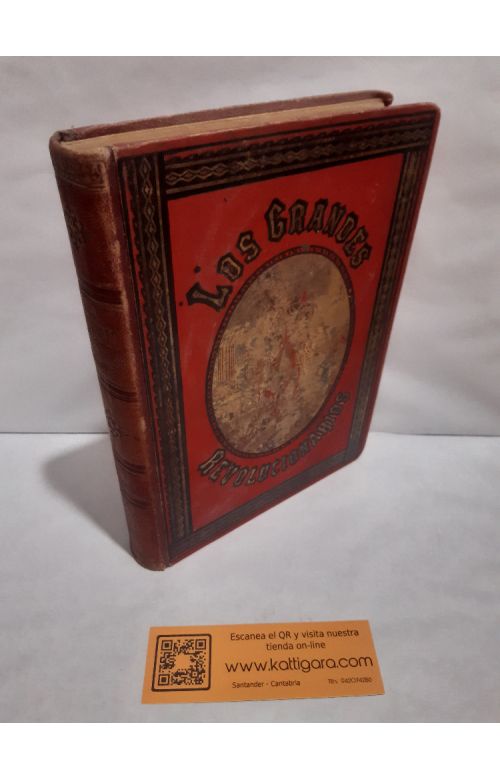 LOS GRANDES
REVOLUCIONARIOS
Escanea el QR y visita nuestra
tienda on-line
www.kattigara.com
Santander - Cantabria